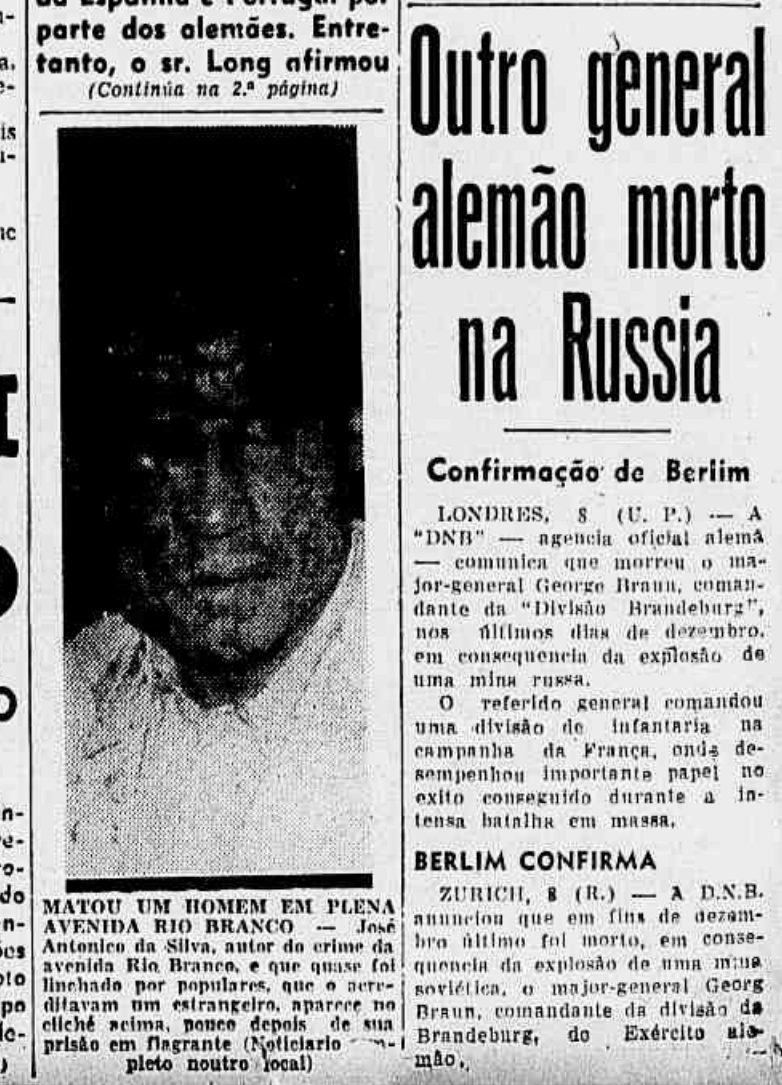 da Espanha e Portugal por
parte dos alemães. Entre-
tanto, o sr. Long afirmou
(Continúa na 2.ª página)
MATOU UM HOMEM EM PLENA
AVENIDA RIO BRANCO — José
Antonico da Silva, autor do crime da
avenida Rio Branco, e que quase foi
linchado por populares, que o acre-
ditavam um estrangeiro, aparece no
cliché acima, pouco depois de sua
prisão em flagrante (Noticiario
pleto noutro local)
Outro general
alemão morto
na Russia
Confirmação de Berlim
LONDRES, 8 (U. P.) — A
"DNB" — agencia oficial alemã
— comunica que morreu o ma-
jor-general George Braun, coman-
dante da "Divisão Brandeburg",
nos últimos dias de dezembro,
em consequencia da explosão de
uma mina russa.
O referido general comandou
uma divisão de infantaria na
campanha da França, onde de-
sempenhou importante papel no
exito conseguido durante a in-
tensa batalha em massa.
BERLIM CONFIRMA
ZURICH, 8 (R.) — A D.N.B.
anunciou que em fins de dezem-
bro último foi morto, em conse-
quencia da explosão de uma mina
soviética, o major-general Georg
Braun, comandante da divisão de
Brandeburg, do Exército ale-
mão.